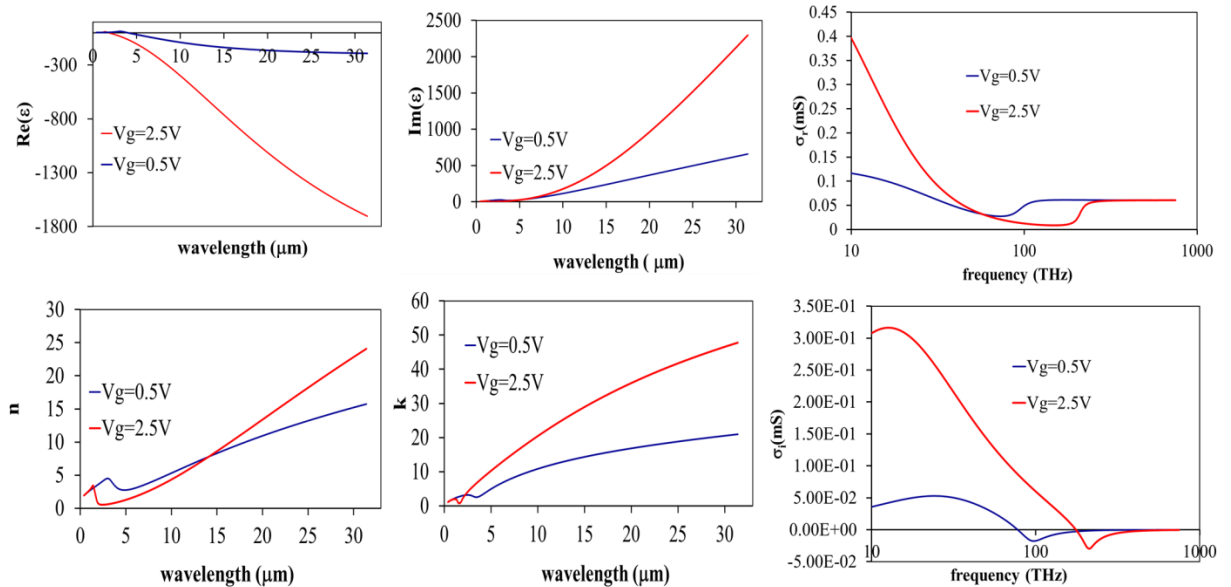 0 5 10 15 20 25 30
-300
-800
-1300
-1800
Re(ε)
Vg=2.5V
Vg=0.5V
wavelength (μm)
2500
2000
1500
1000
500
0
Im(ε)
Vg=0.5V
Vg=2.5V
0 5 10 15 20 25 30
wavelength ( μm)
0.45
0.4
0.35
0.3
0.25
0.2
0.15
0.1
0.05
0
σr(mS)
Vg=0.5V
Vg=2.5V
10 100 1000
frequency (THz)
30
25
20
15
10
5
0
n
Vg=0.5V
Vg=2.5V
0 5 10 15 20 25 30
wavelength (μm)
60
50
40
30
20
10
0
k
Vg=0.5V
Vg=2.5V
0 5 10 15 20 25 30
wavelength (μm)
3.50E-01
3.00E-01
2.50E-01
2.00E-01
1.50E-01
1.00E-01
5.00E-02
0.00E+00
-5.00E-02
σi(mS)
Vg=0.5V
Vg=2.5V
10 100 1000
frequency (THz)